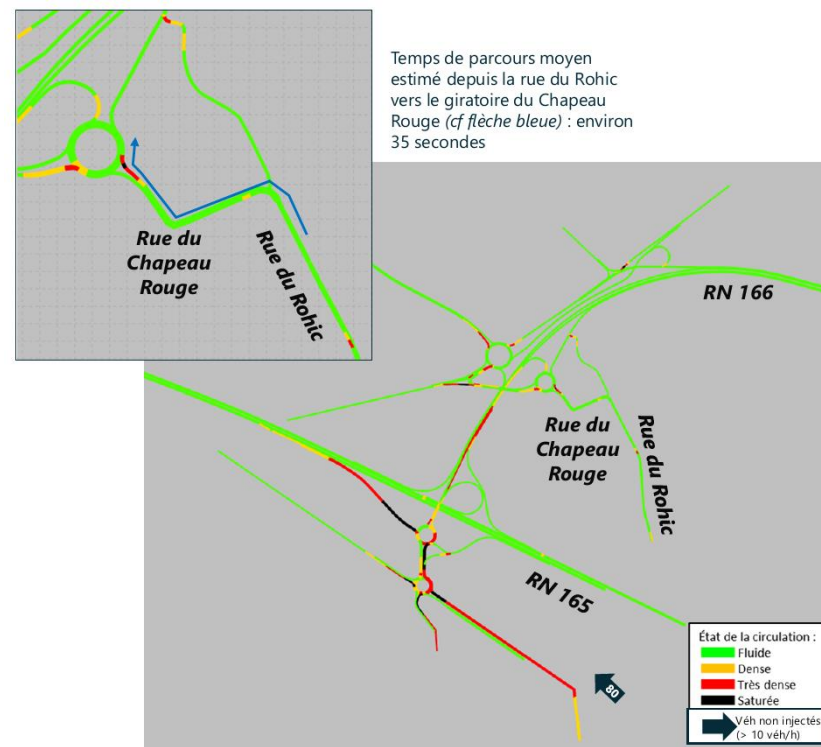 Temps de parcours moyen
estimé depuis la rue du Rohic
vers le giratoire du Chapeau
Rouge (cf flèche bleue) : environ
35 secondes
Rue du
Chapeau
Rouge
Rue du Rohic
RN 166
Rue du
Chapeau
Rouge
Rue du Rohic
RN 165
80
État de la circulation :
Fluide
Dense
Très dense
Saturée
Véh non injectés
(> 10 véh/h)